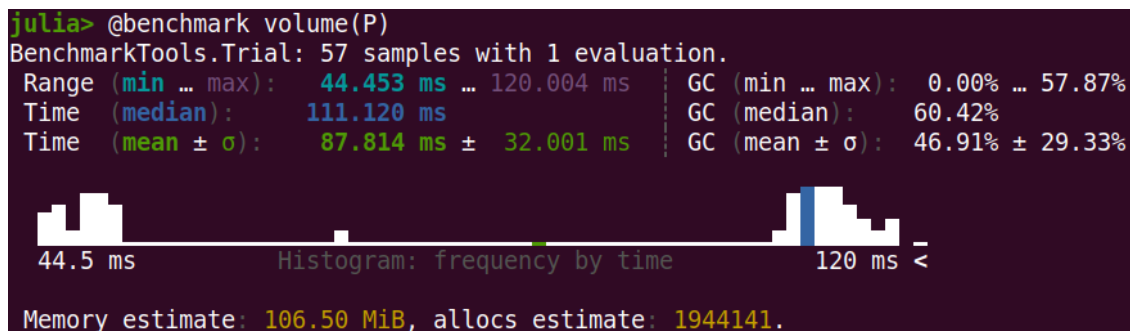 julia> @benchmark volume(P)
BenchmarkTools.Trial: 57 samples with 1 evaluation.
Range (min … max): 44.453 ms … 120.004 ms ┊ GC (min … max): 0.00% … 57.87%
Time (median): 111.120 ms ┊ GC (median): 60.42%
Time (mean ± σ): 87.814 ms ± 32.001 ms ┊ GC (mean ± σ): 46.91% ± 29.33%
44.5 ms Histogram: frequency by time 120 ms <
Memory estimate: 106.50 MiB, allocs estimate: 1944141.